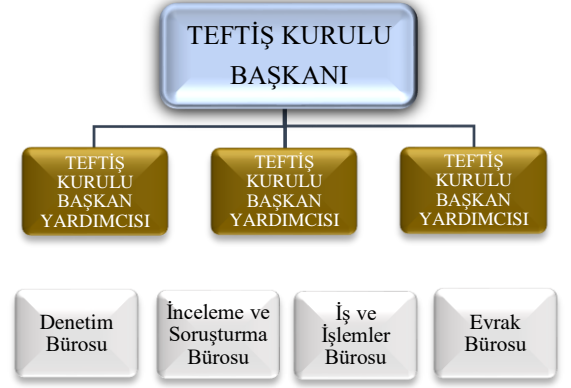 TEFTİŞ KURULU
BAŞKANI
TEFTİŞ
KURULU
BAŞKAN
YARDIMCISI
TEFTİŞ
KURULU
BAŞKAN
YARDIMCISI
TEFTİŞ
KURULU
BAŞKAN
YARDIMCISI
Denetim
Bürosu
İnceleme ve
Soruşturma
Bürosu
İş ve
İşlemler
Bürosu
Evrak
Bürosu